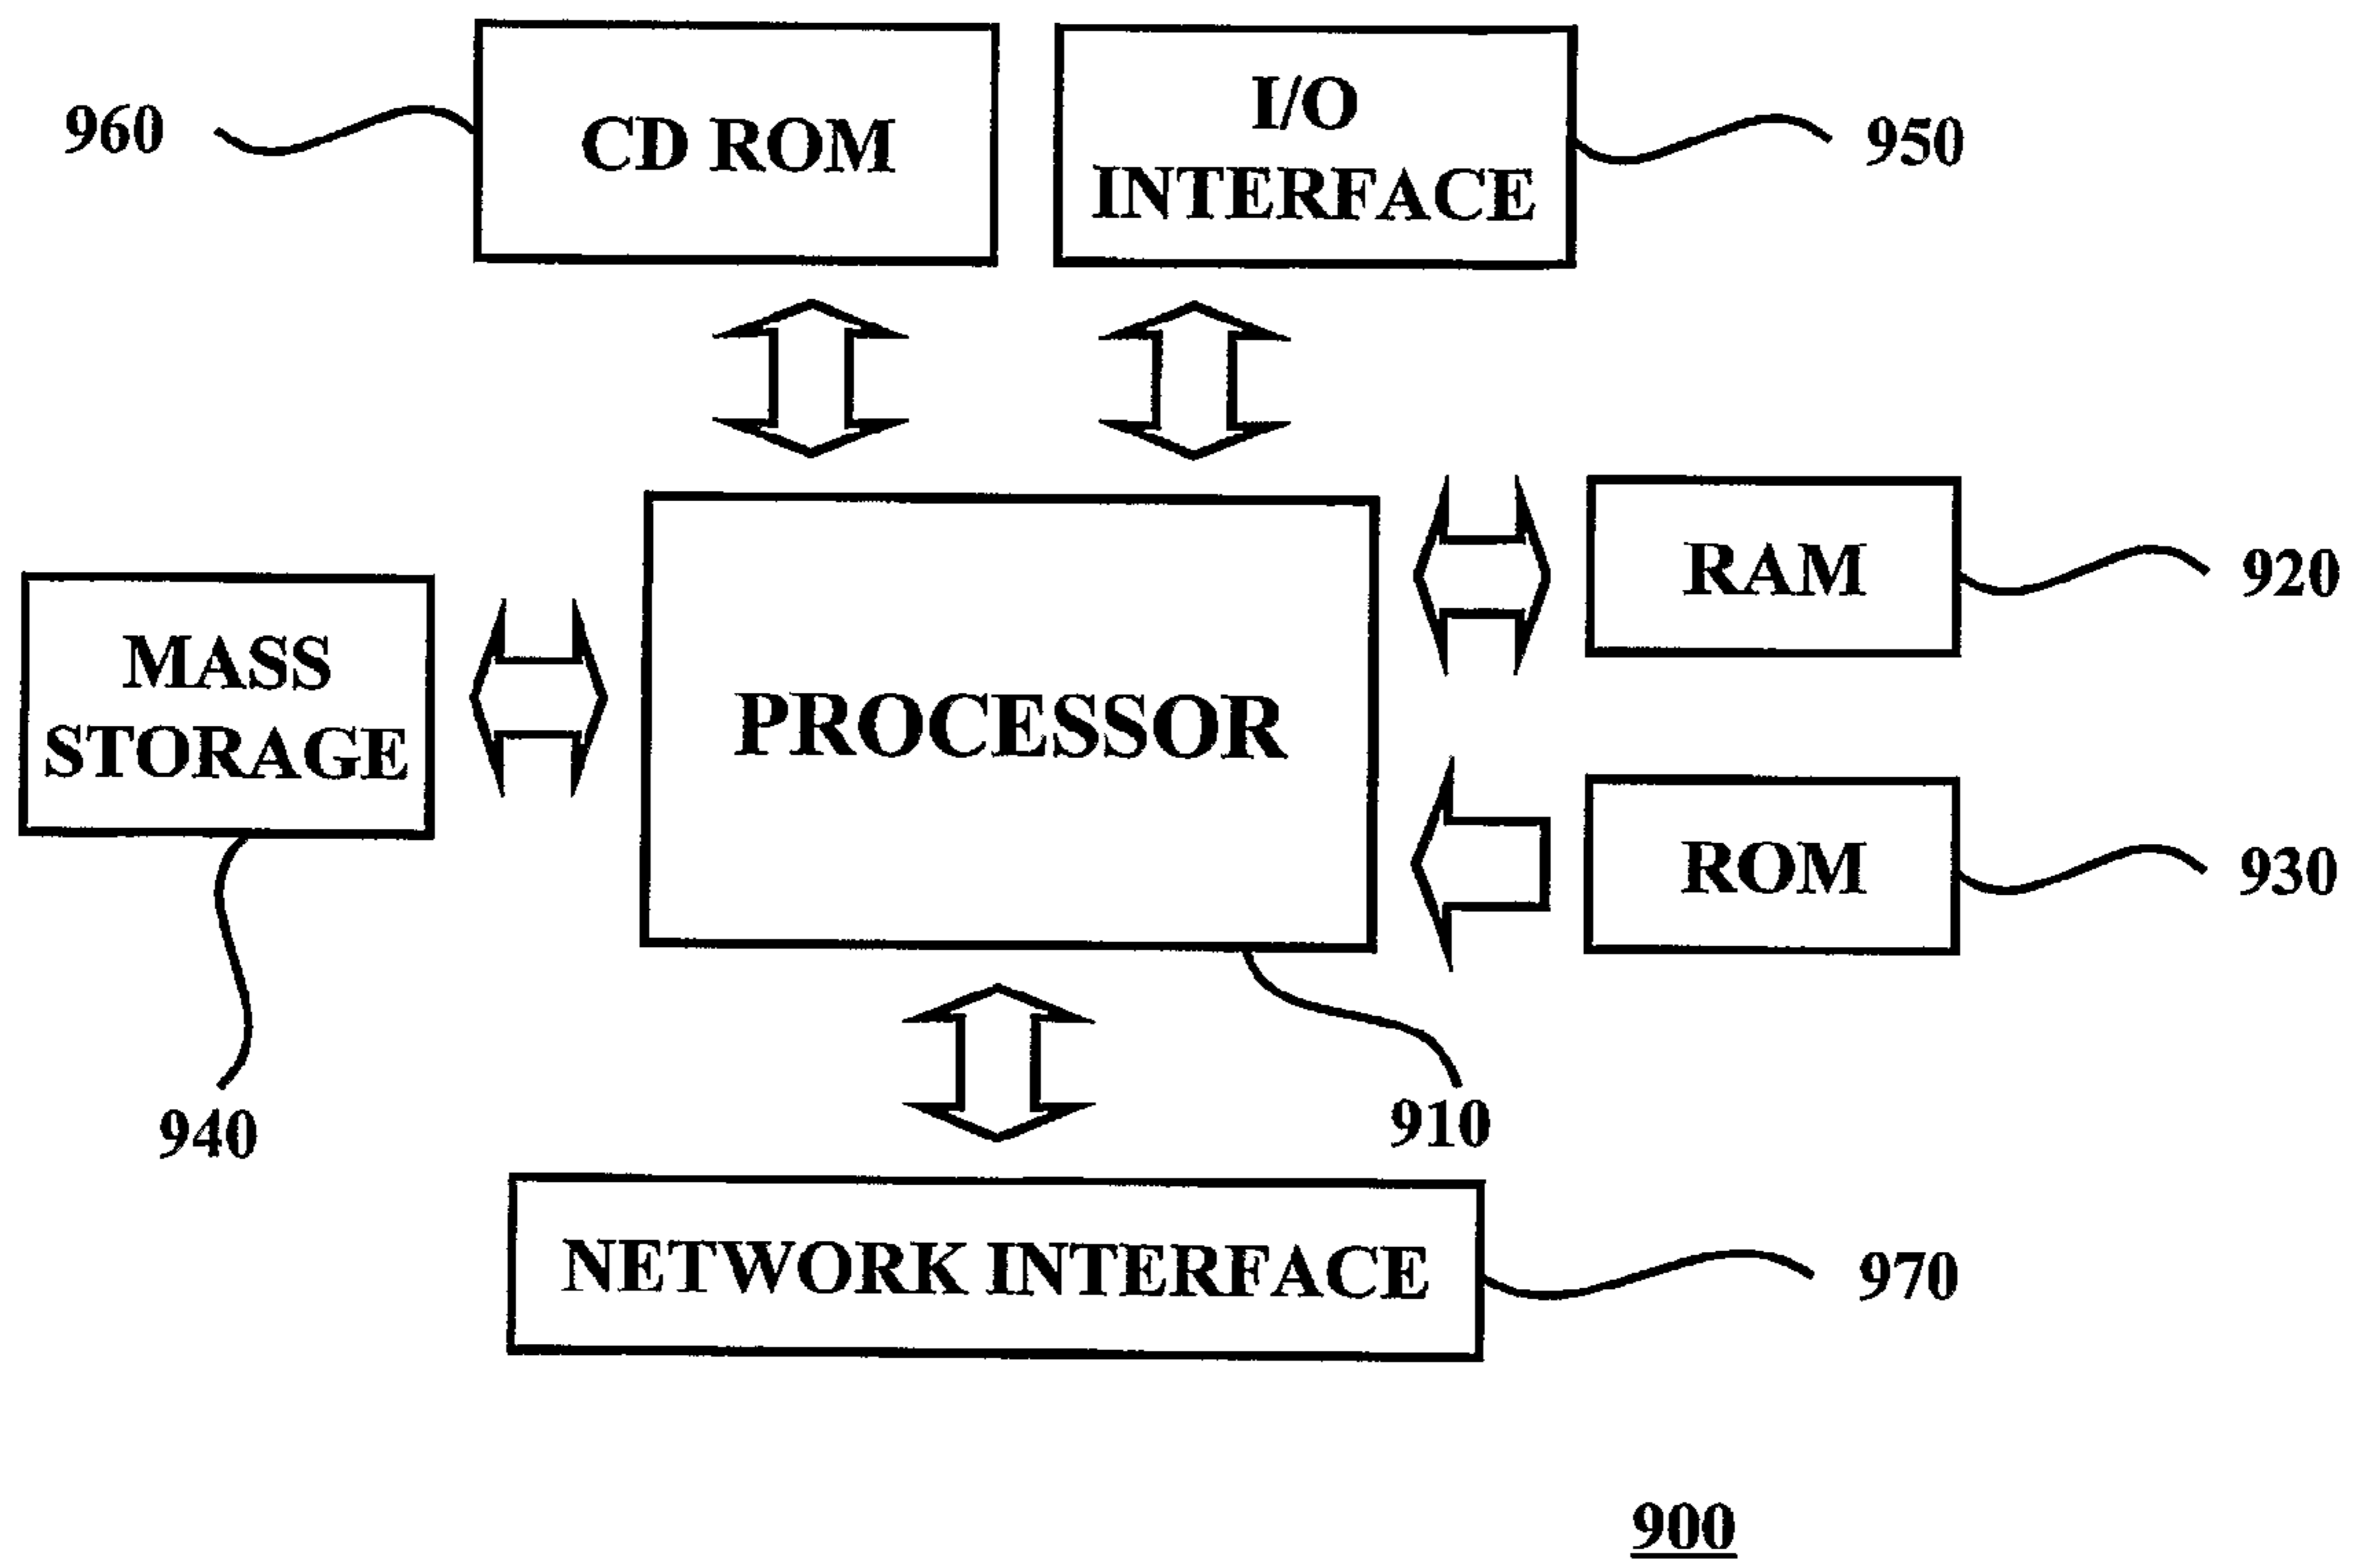 960
CD ROM
I/O
INTERFACE
950
RAM
920
MASS
STORAGE
PROCESSOR
ROM
930
940
910
NETWORK INTERFACE
970
900